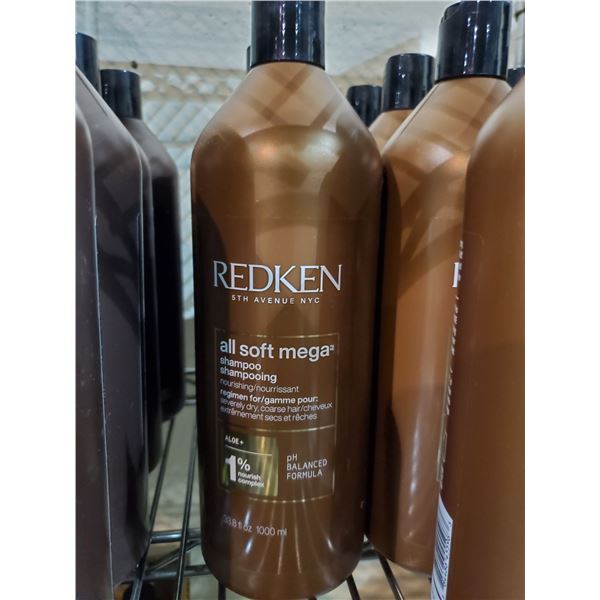 REDKEN
5TH AVENUE NYC
all soft mega
shampoo
shampooing
nourishing/nourrissant
regimen for/gamme pour:
severely dry, coarse hair/cheveux
extrêmement secs et rêches
ALOE+
1%
nourish
complex
pH
BALANCED
FORMULA
33.8 fl oz 1000 ml